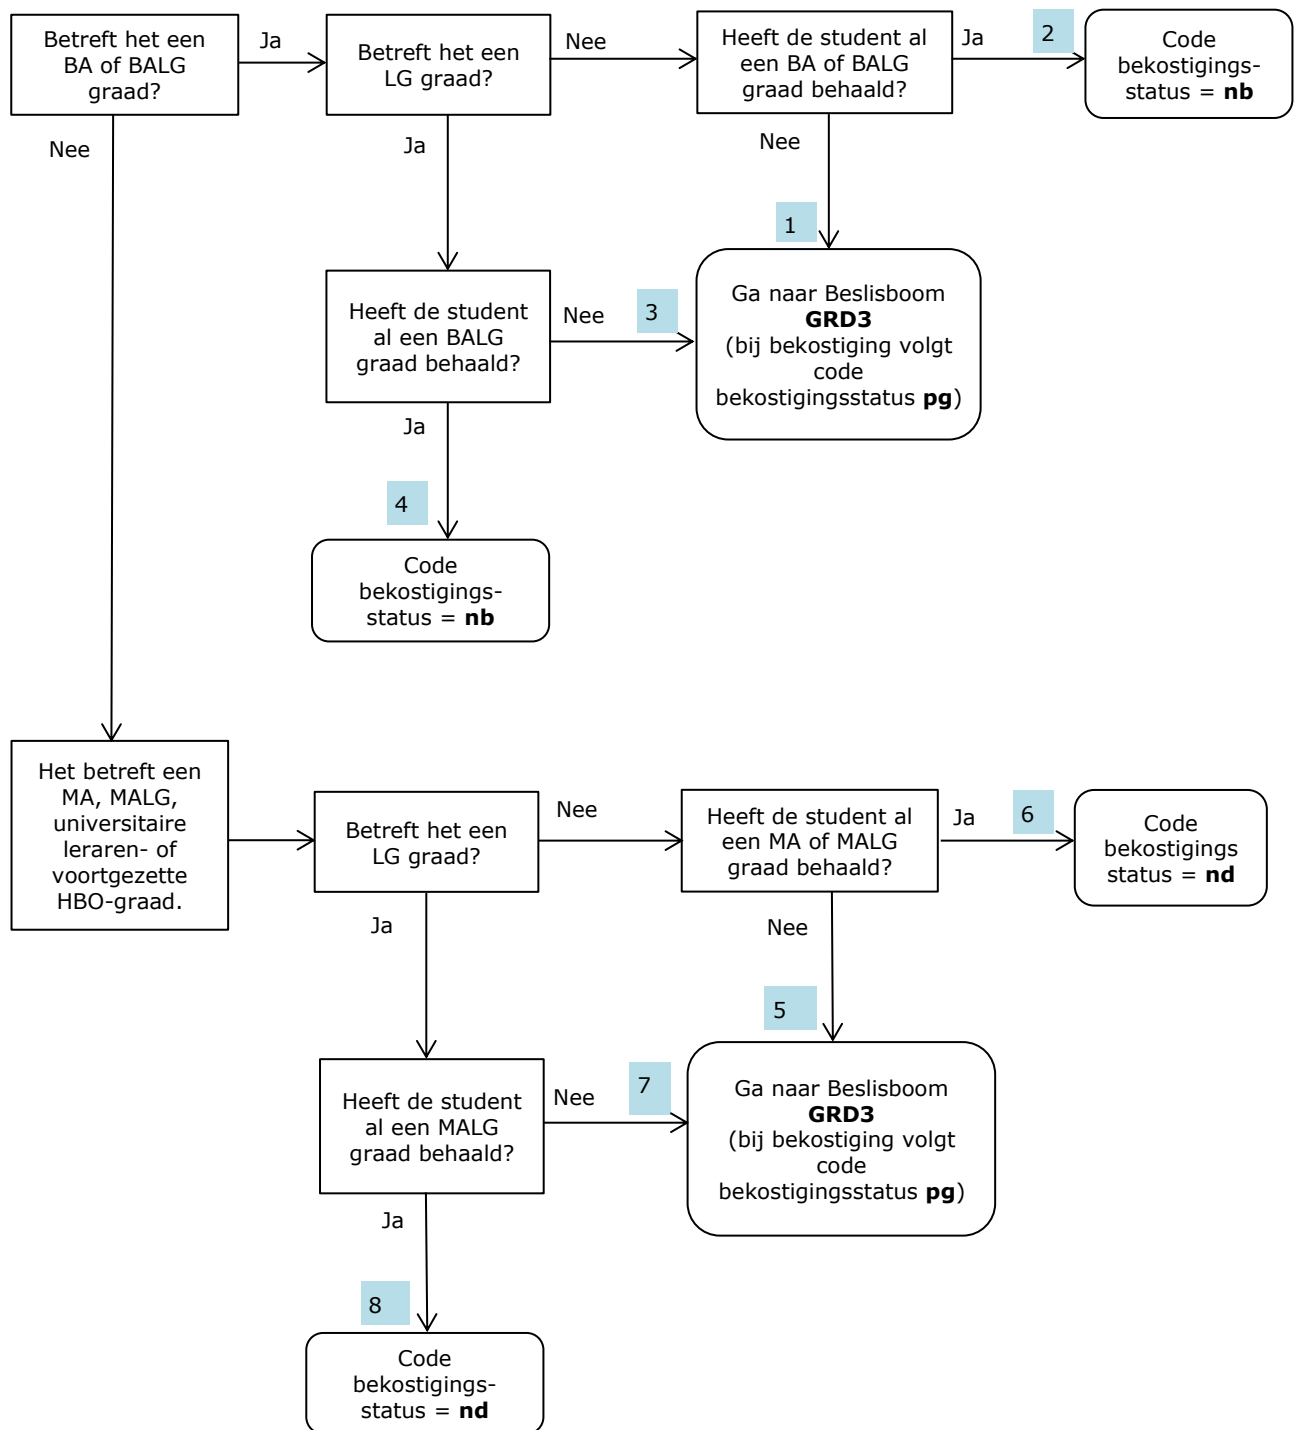 Betreft het een
BA of BALG
graad?
Ja
Betreft het een
LG graad?
Nee
Heeft de student al
een BA of BALG
graad behaald?
Ja
2
Code
bekostigings-
status = nb
Nee
Ja
Nee
1
Heeft de student
al een BALG
graad behaald?
Nee
3
Ga naar Beslisboom
GRD3
(bij bekostiging volgt
code
bekostigingsstatus pg)
Ja
4
Code
bekostigings-
status = nb
Het betreft een
MA, MALG,
universitaire
leraren- of
voortgezette
HBO-graad.
Betreft het een
LG graad?
Nee
Heeft de student al
een MA of MALG
graad behaald?
Ja
6
Code
bekostigings
status = nd
Ja
Nee
5
Heeft de student
al een MALG
graad behaald?
Nee
7
Ga naar Beslisboom
GRD3
(bij bekostiging volgt
code
bekostigingsstatus pg)
Ja
8
Code
bekostigings-
status = nd